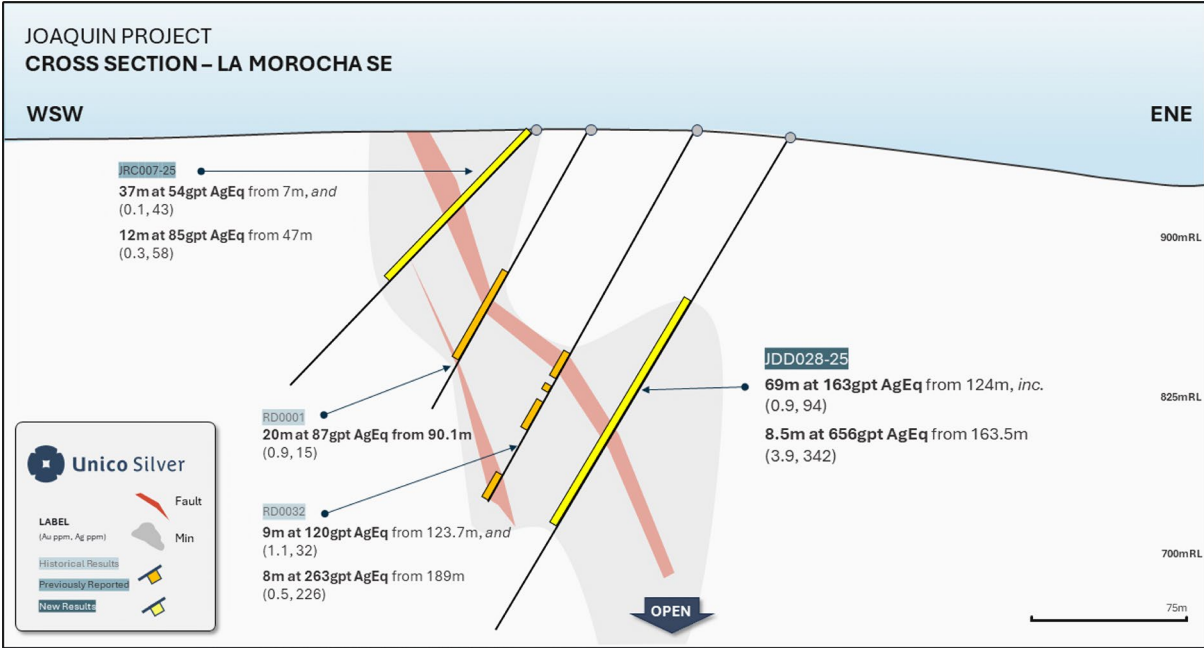 JOAQUIN PROJECT
CROSS SECTION – LA MOROCHA SE
WSW
ENE
JRC007-25
37m at 54gpt AgEq from 7m, and
(0.1, 43)
12m at 85gpt AgEq from 47m
(0.3, 58)
900mRL
JDD028-25
69m at 163gpt AgEq from 124m, inc.
(0.9, 94)
8.5m at 656gpt AgEq from 163.5m
(3.9, 342)
825mRL
RD0001
20m at 87gpt AgEq from 90.1m
(0.9, 15)
RD0032
9m at 120gpt AgEq from 123.7m, and
(1.1, 32)
8m at 263gpt AgEq from 189m
(0.5, 226)
700mRL
OPEN
75m
Unico Silver
Fault
LABEL
(Au ppm, Ag ppm)
Min
Historical Results
Previously Reported
New Results